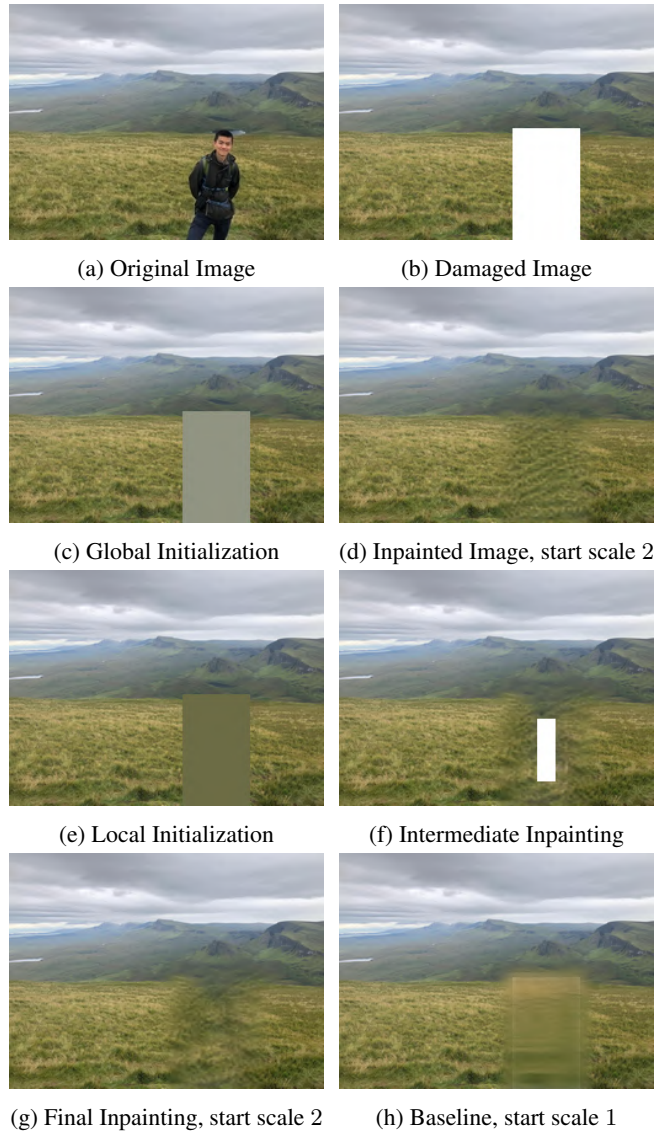 (a) Original Image
(b) Damaged Image
(c) Global Initialization
(d) Inpainted Image, start scale 2
(e) Local Initialization
(f) Intermediate Inpainting
(g) Final Inpainting, start scale 2
(h) Baseline, start scale 1